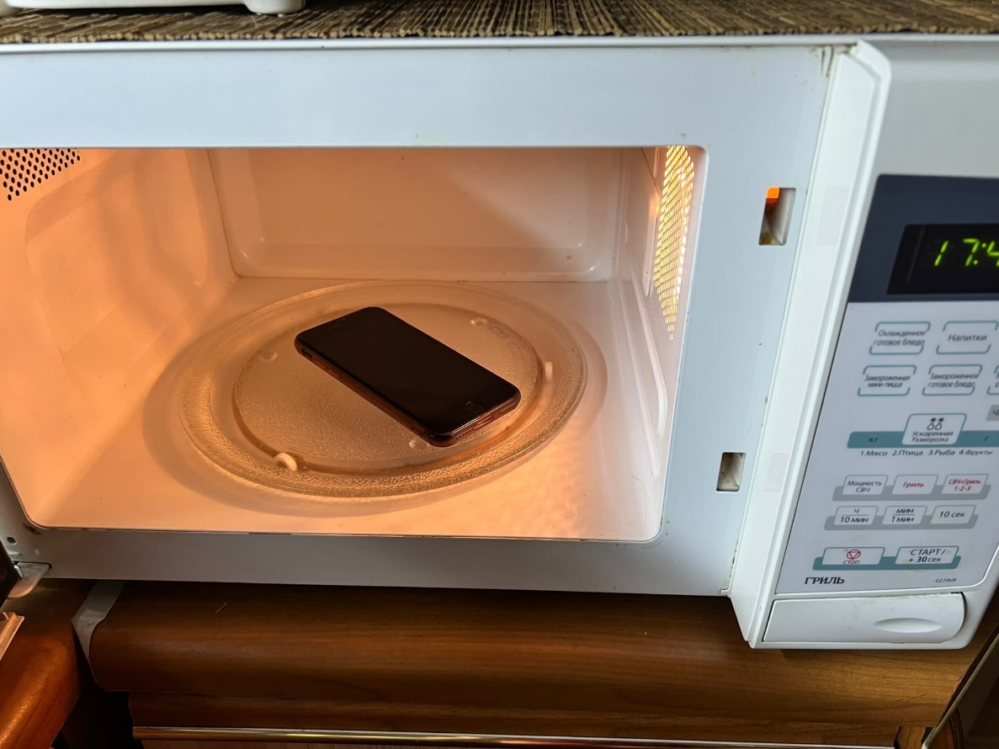 17:4
Охлажденное
готовое блюдо
Напитки
Замороженная
мини-пицца
Замороженное
готовое блюдо
Ускоренная
Разморозка
кг
г
1.Мясо 2.Птица 3.Рыба 4.Фрукты
Мощность
СВЧ
Гриль
СВЧ+Гриль
1-2-3
Ч
10 мин
МИН
1 мин
10 сек
СТОП
СТАРТ/
+30сек
ГРИЛЬ
G274VR